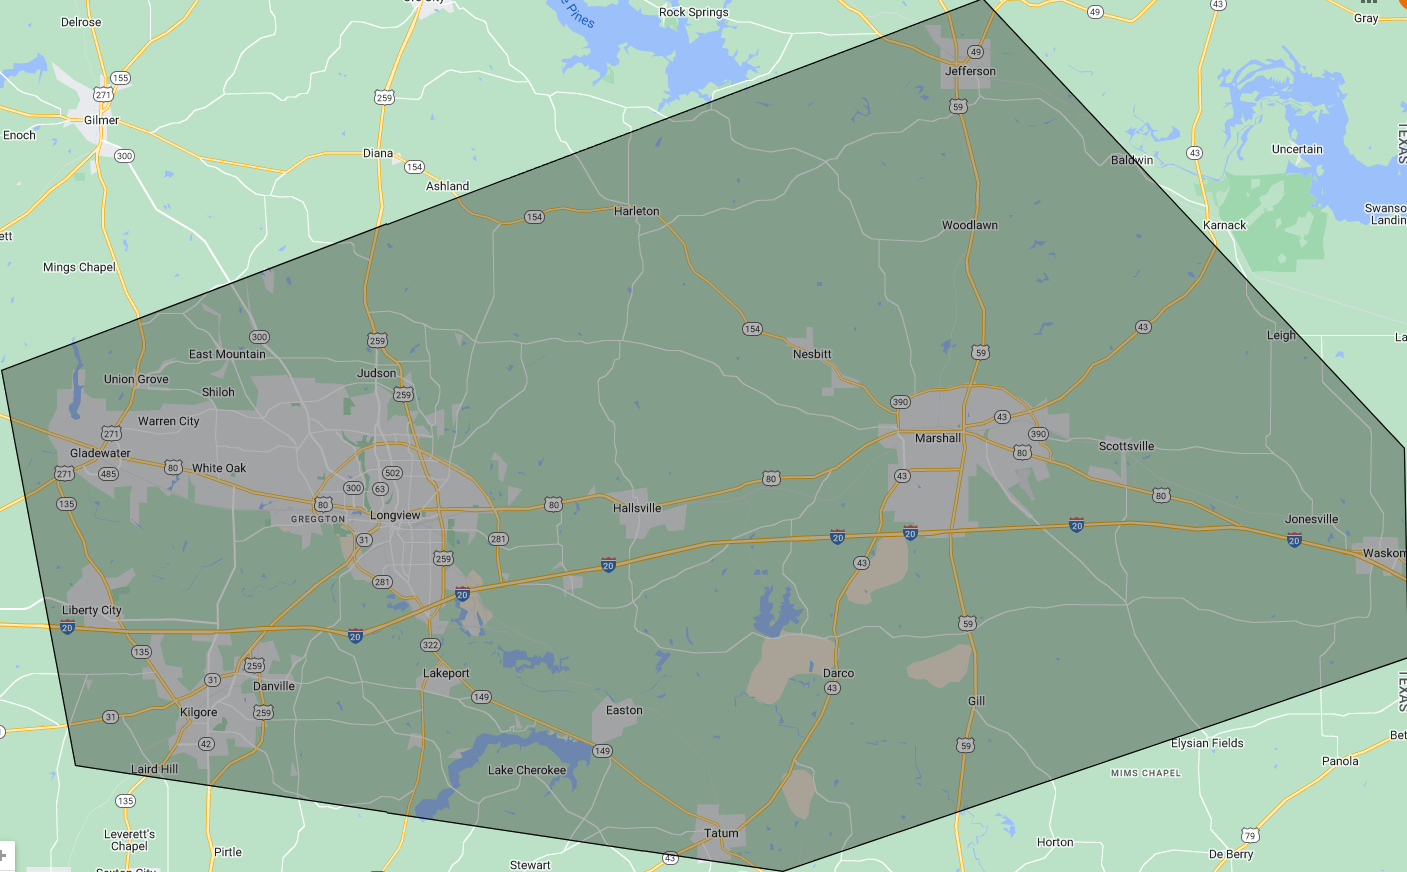 Rock Springs
Delrose
Gray
49
43
Pines
49
Jefferson
155
271
259
59
Gilmer
Enoch
300
Diana
154
43
Baldwin
Uncertain
TEXAS
Ashland
154
Harleton
Woodlawn
Karnack
Swanso
Landin
Mings Chapel
300
259
154
59
43
Leigh
East Mountain
Nesbitt
Union Grove
Judson
Shiloh
259
390
Warren City
271
43
390
Marshall
Scottsville
Gladewater
80
White Oak
271
485
80
502
43
80
300
63
80
135
80
80
Hallsville
GREGGTON
Longview
Jonesville
20
20
20
20
31
281
259
20
43
Waskom
281
20
Liberty City
20
20
322
59
135
259
31
Danville
Lakeport
149
Darco
43
TEXAS
Gill
Kilgore
31
259
Easton
42
149
59
Elysian Fields
Bet
Laird Hill
Lake Cherokee
MIMS CHAPEL
Panola
135
Leverett's
Chapel
Tatum
79
Horton
Pirtle
43
De Berry
Stewart